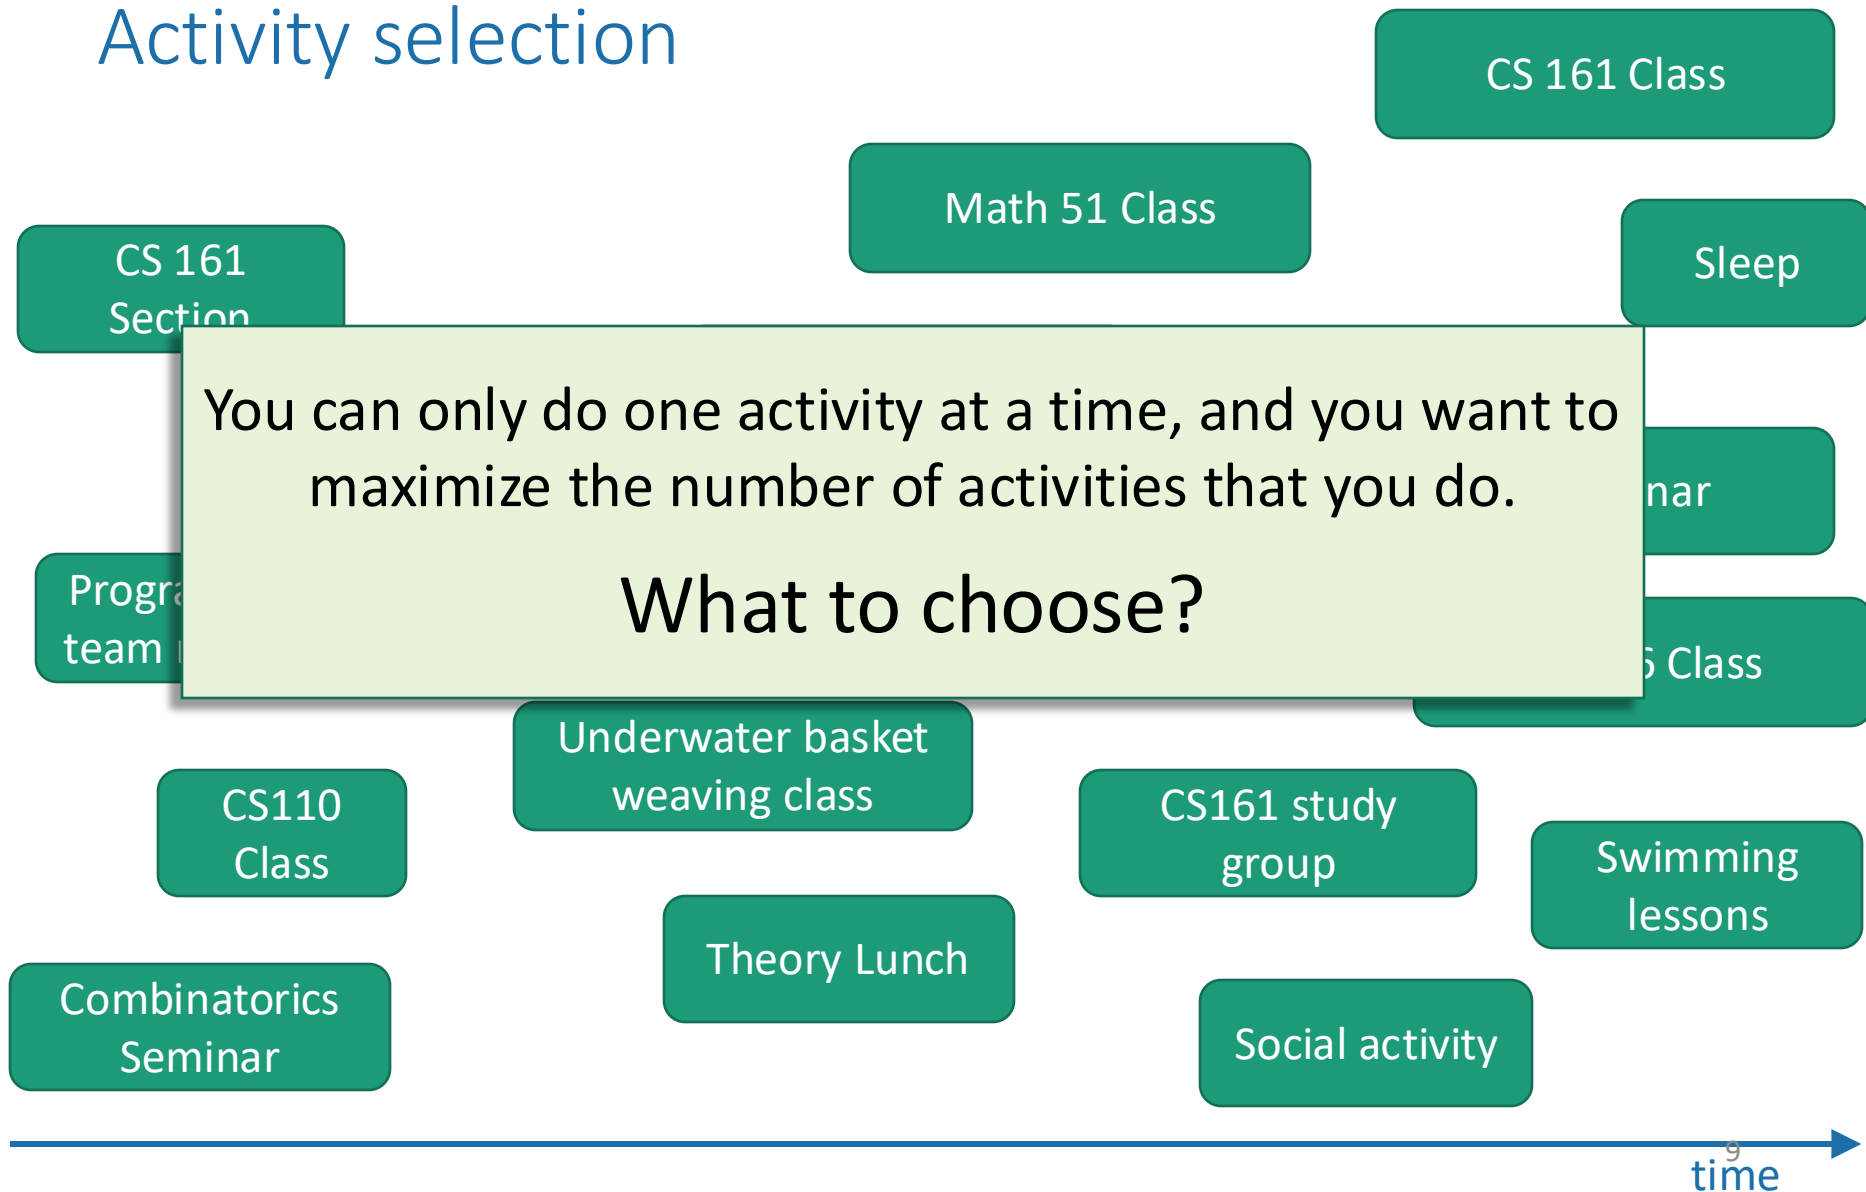 Activity selection
CS 161 Class
Math 51 Class
CS 161
Section
Sleep
You can only do one activity at a time, and you want to
maximize the number of activities that you do.
What to choose?
team
Class
Underwater basket
weaving class
CS110
Class
CS161 study
group
Swimming
lessons
Theory Lunch
Combinatorics
Seminar
Social activity
9
time